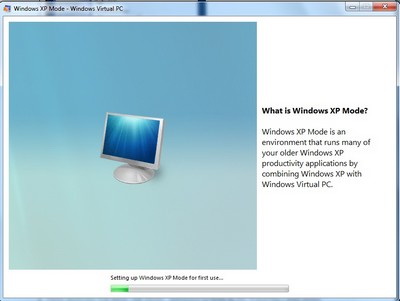 Windows XP Mode - Windows Virtual PC
What is Windows XP Mode?
Windows XP Mode is an
environment that runs many of
your older Windows XP
productivity applications by
combining Windows XP with
Windows Virtual PC.
Setting up Windows XP Mode for first use...